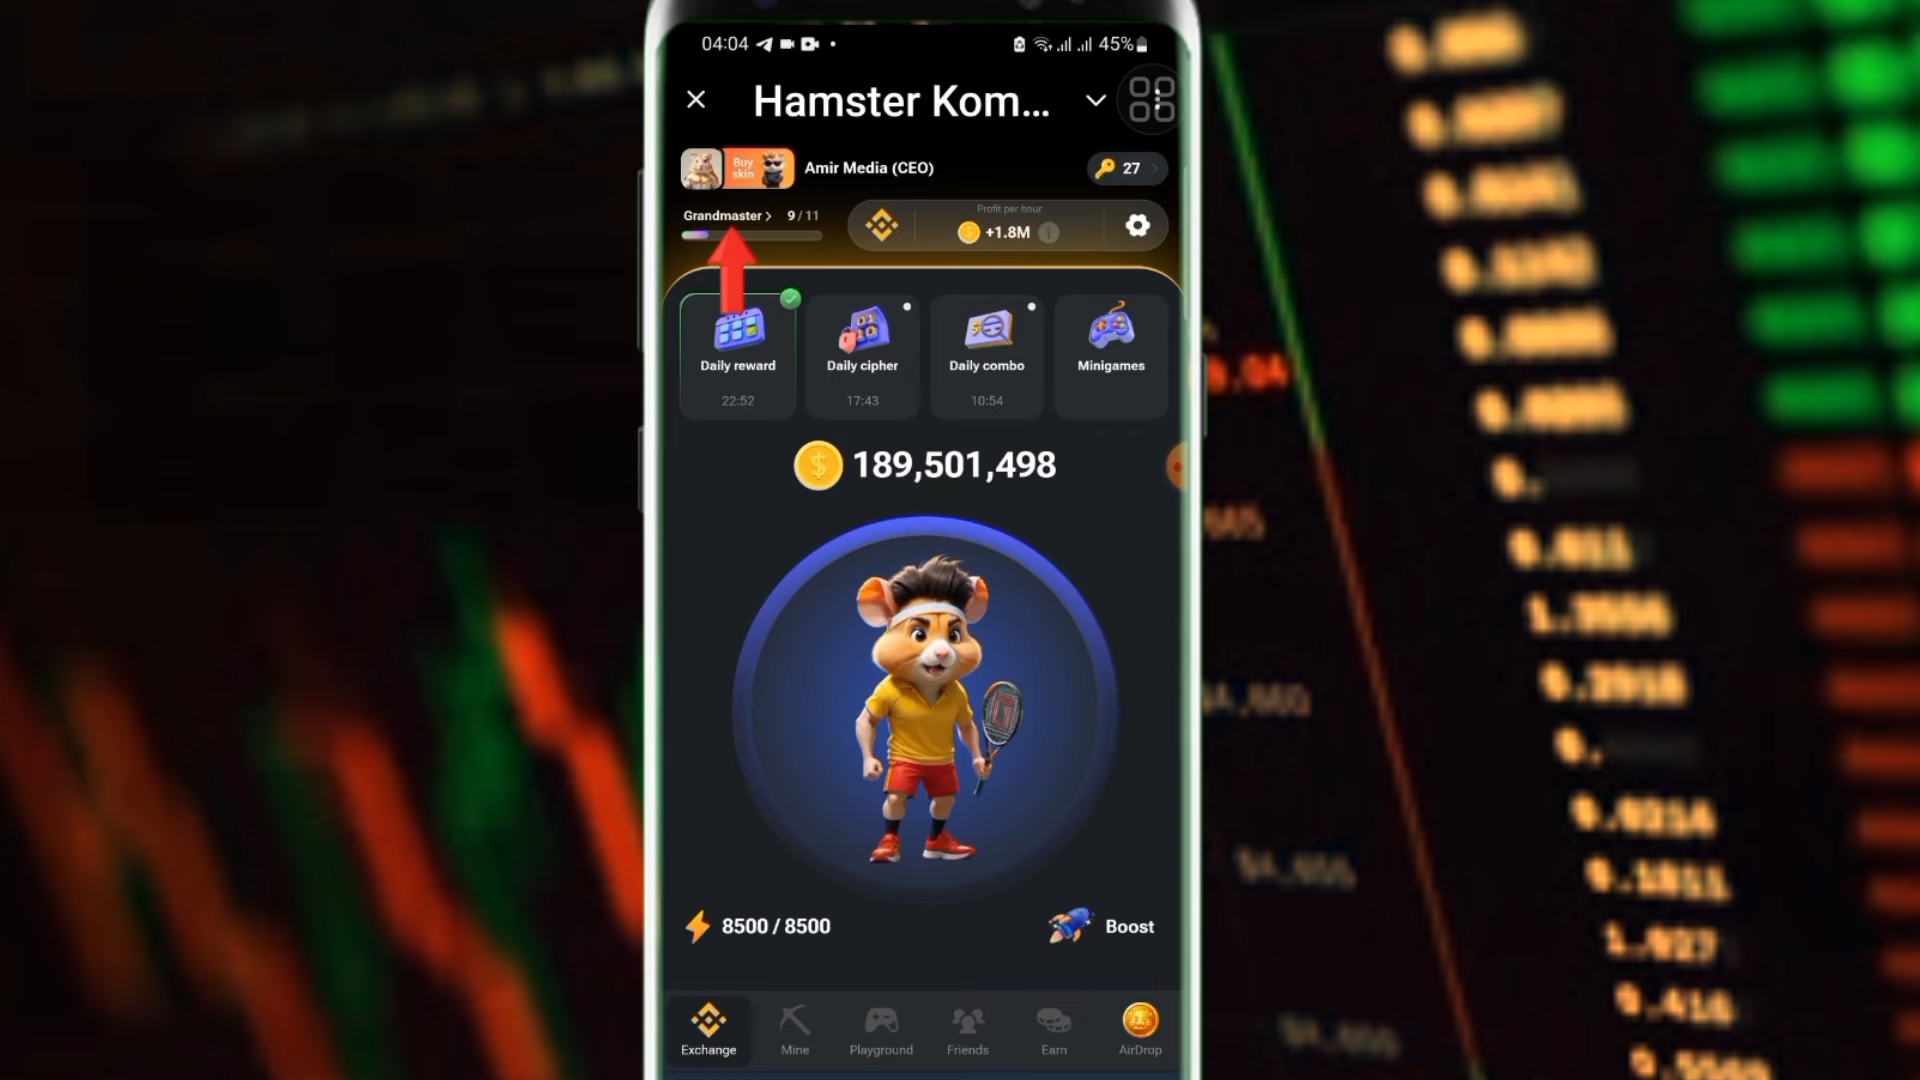 04:04
45%
Hamster Kom...
Buy
skin
Amir Media (CEO)
27
Grandmaster
9 / 11
Profit per hour
+1.8M
Daily reward
22:52
Daily cipher
17:43
Daily combo
10:54
Minigames
189,501,498
8500 / 8500
Boost
Exchange
Mine
Playground
Friends
Earn
AirDrop